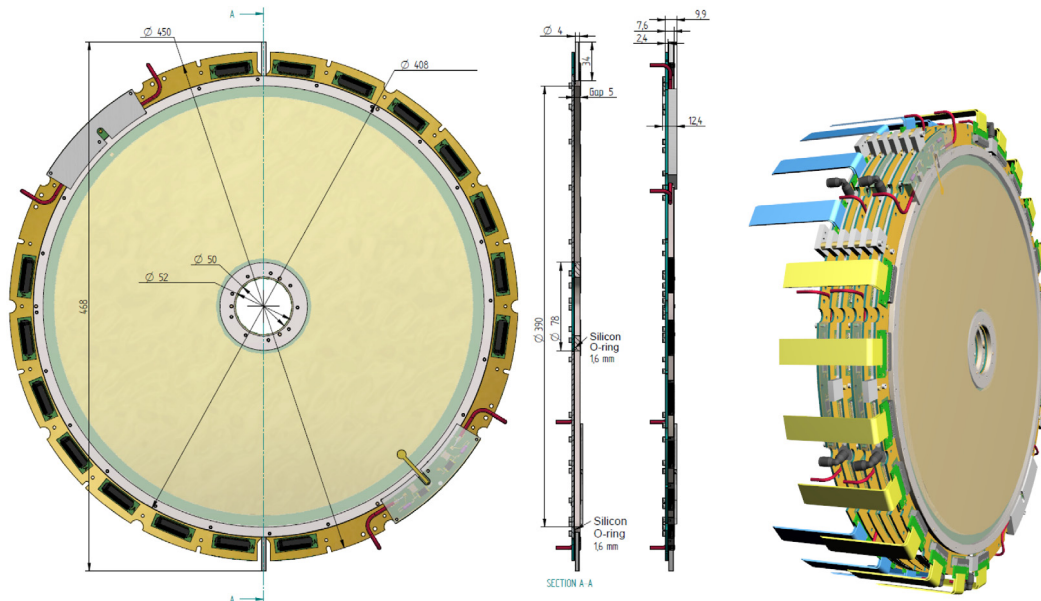 A
Ø 450
Ø 408
Ø 50
Ø 52
468
A
Ø 4
34
Gap 5
Ø 390
Ø 78
Silicon
O-ring
1,6 mm
Silicon
O-ring
1,6 mm
SECTION A-A
9,9
7,6
2,4
12,4